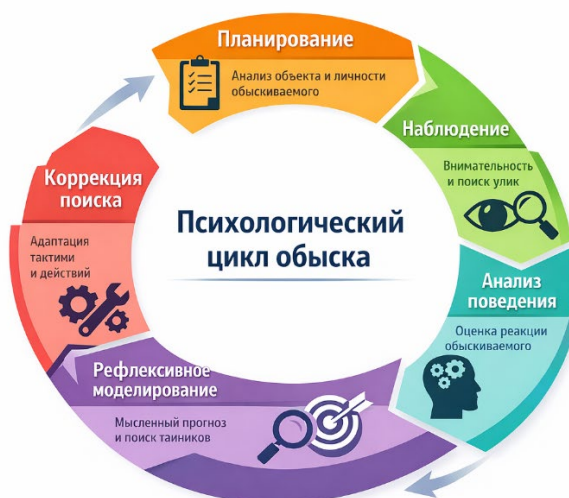 Планирование
Анализ объекта и личности
обыскиваемого
Наблюдение
Внимательность
и поиск улик
Анализ
поведения
Оценка реакции
обыскиваемого
Рефлексивное
моделирование
Мысленный прогноз
и поиск таиников
Коррекция
поиска
Адаптация
тактими
и действий
Психологический
цикл обыска